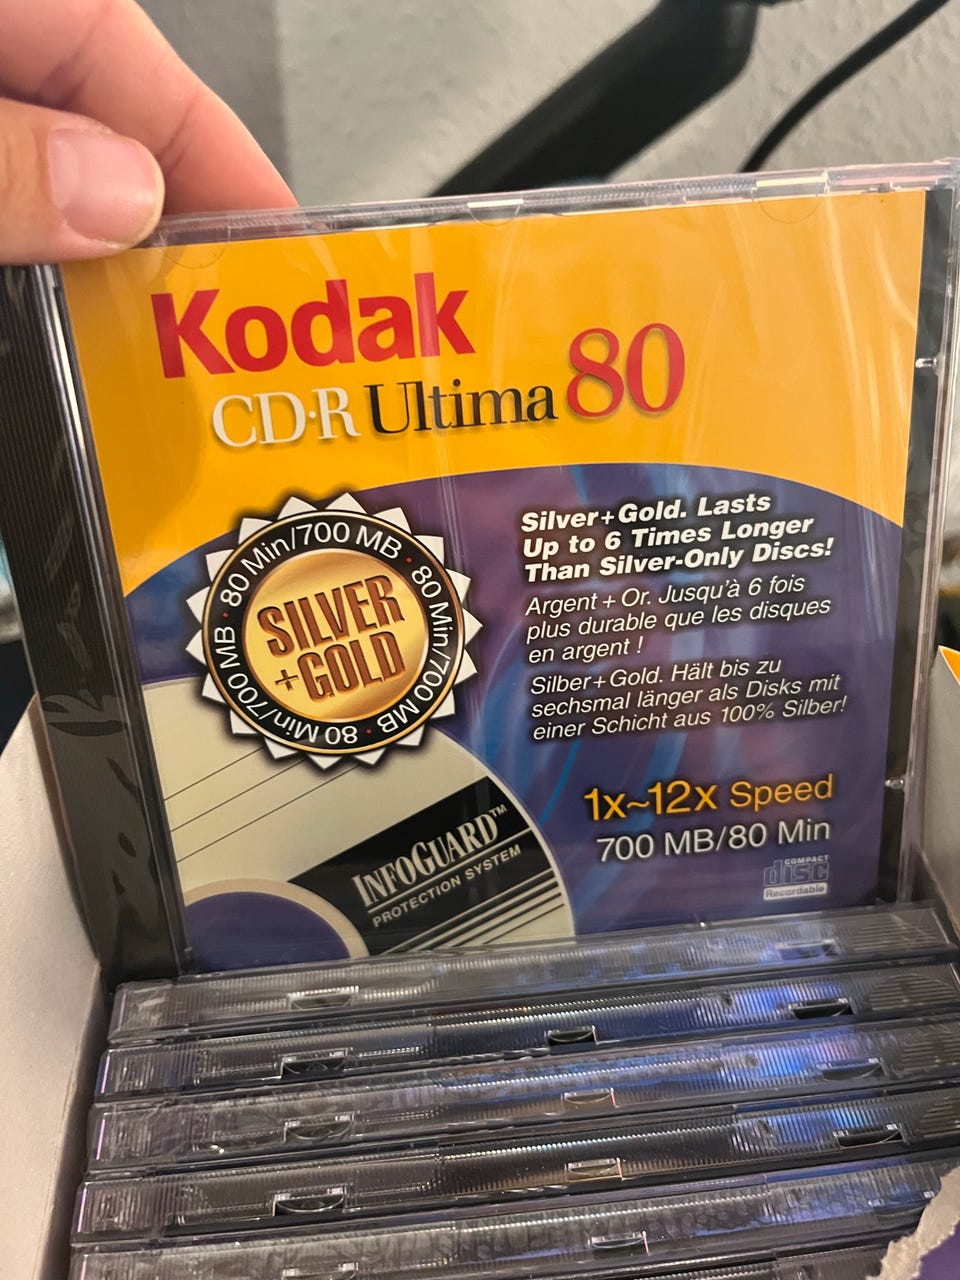 Kodak
CD-R Ultima 80
80 Min/700 MB · 80 Min/700 MB · 80 Min/700 MB ·
SILVER
+GOLD
Silver+Gold. Lasts
Up to 6 Times Longer
Than Silver-Only Discs!
Argent + Or. Jusqu'à 6 fois
plus durable que les disques
en argent !
Silber+Gold. Hält bis zu
sechsmal länger als Disks mit
einer Schicht aus 100% Silber!
1x~12x Speed
700 MB/80 Min
COMPACT
disc
Recordable
INFOGUARD™
PROTECTION SYSTEM